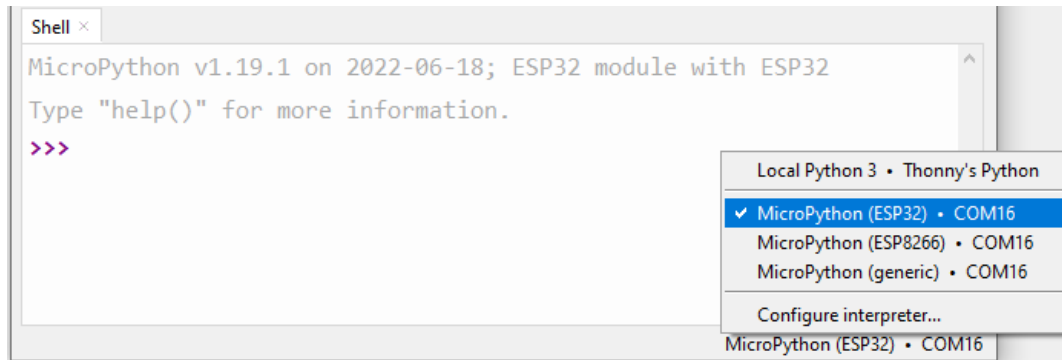 Shell ×
MicroPython v1.19.1 on 2022-06-18; ESP32 module with ESP32
Type "help()" for more information.
>>>
Local Python 3 • Thonny's Python
✓ MicroPython (ESP32) • COM16
MicroPython (ESP8266) • COM16
MicroPython (generic) • COM16
Configure interpreter...
MicroPython (ESP32) • COM16